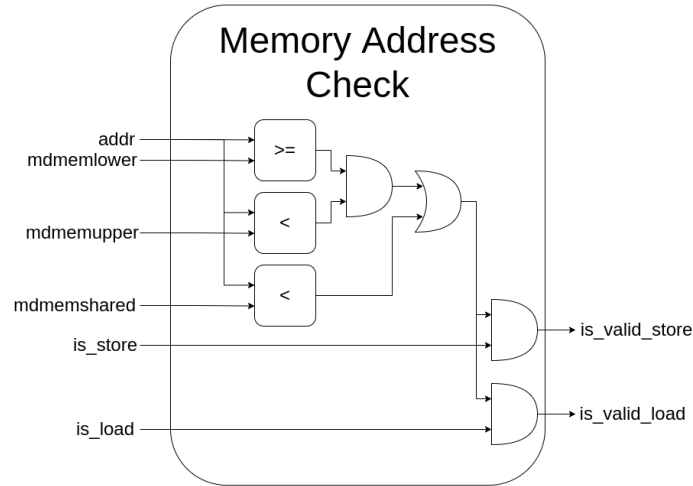 Memory Address
Check
addr
mdmemlower
>=
mdmemupper
<
mdmemshared
<
is_store
is_valid_store
is_load
is_valid_load